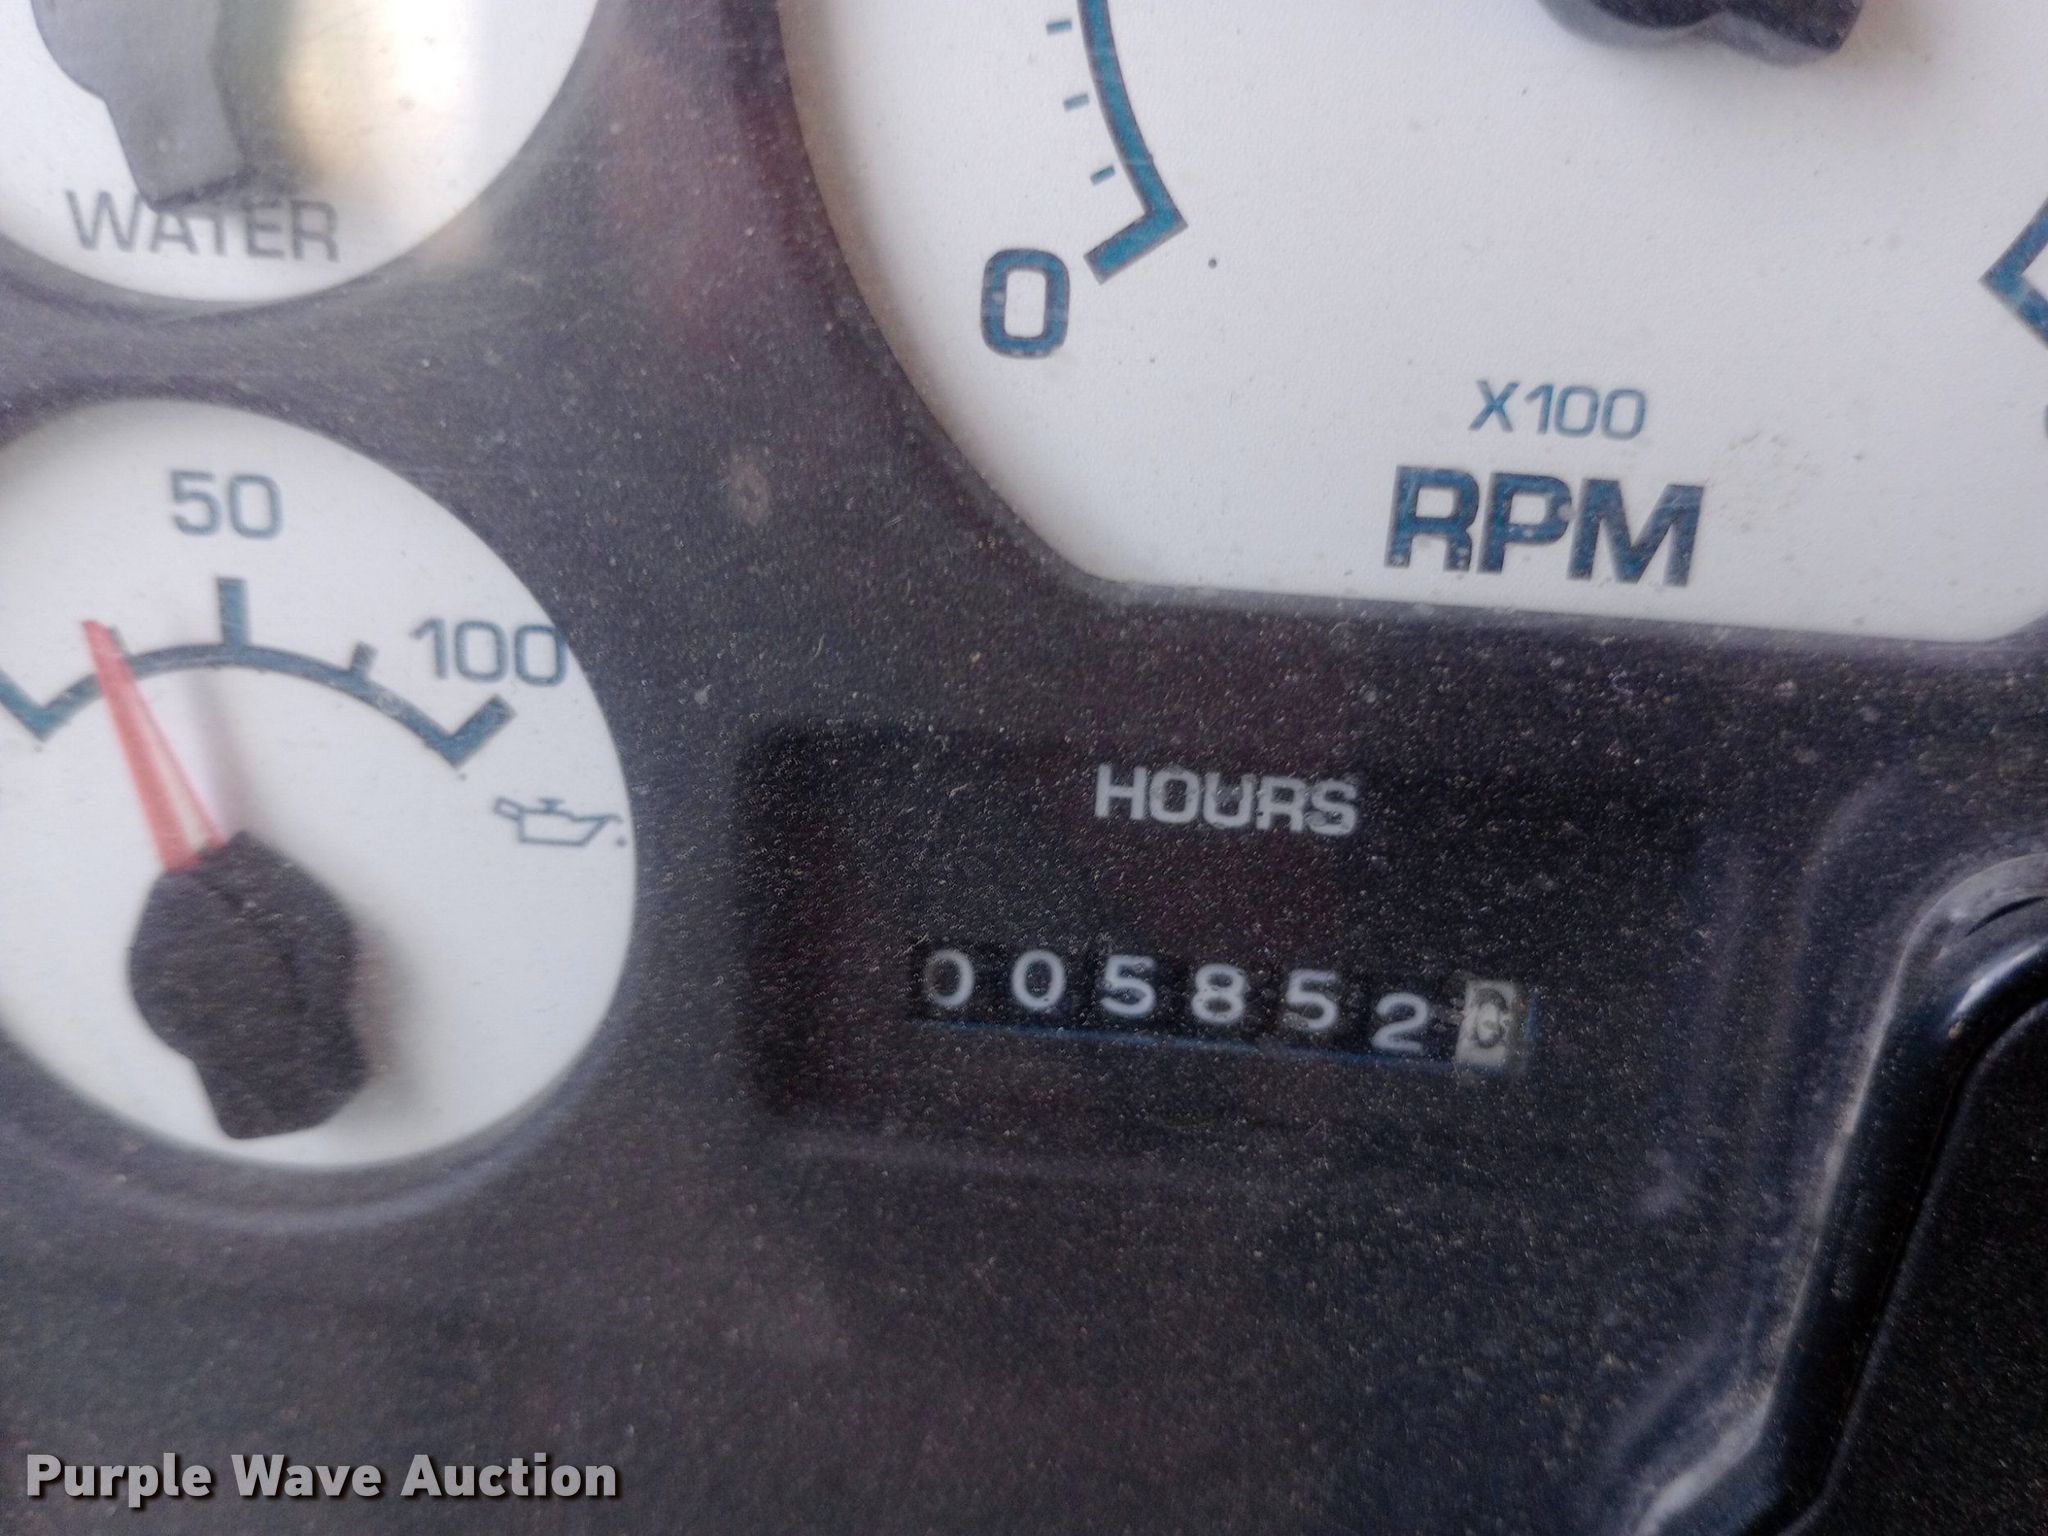 WATER
0
X100
RPM
50
100
HOURS
005852
Purple Wave Auction